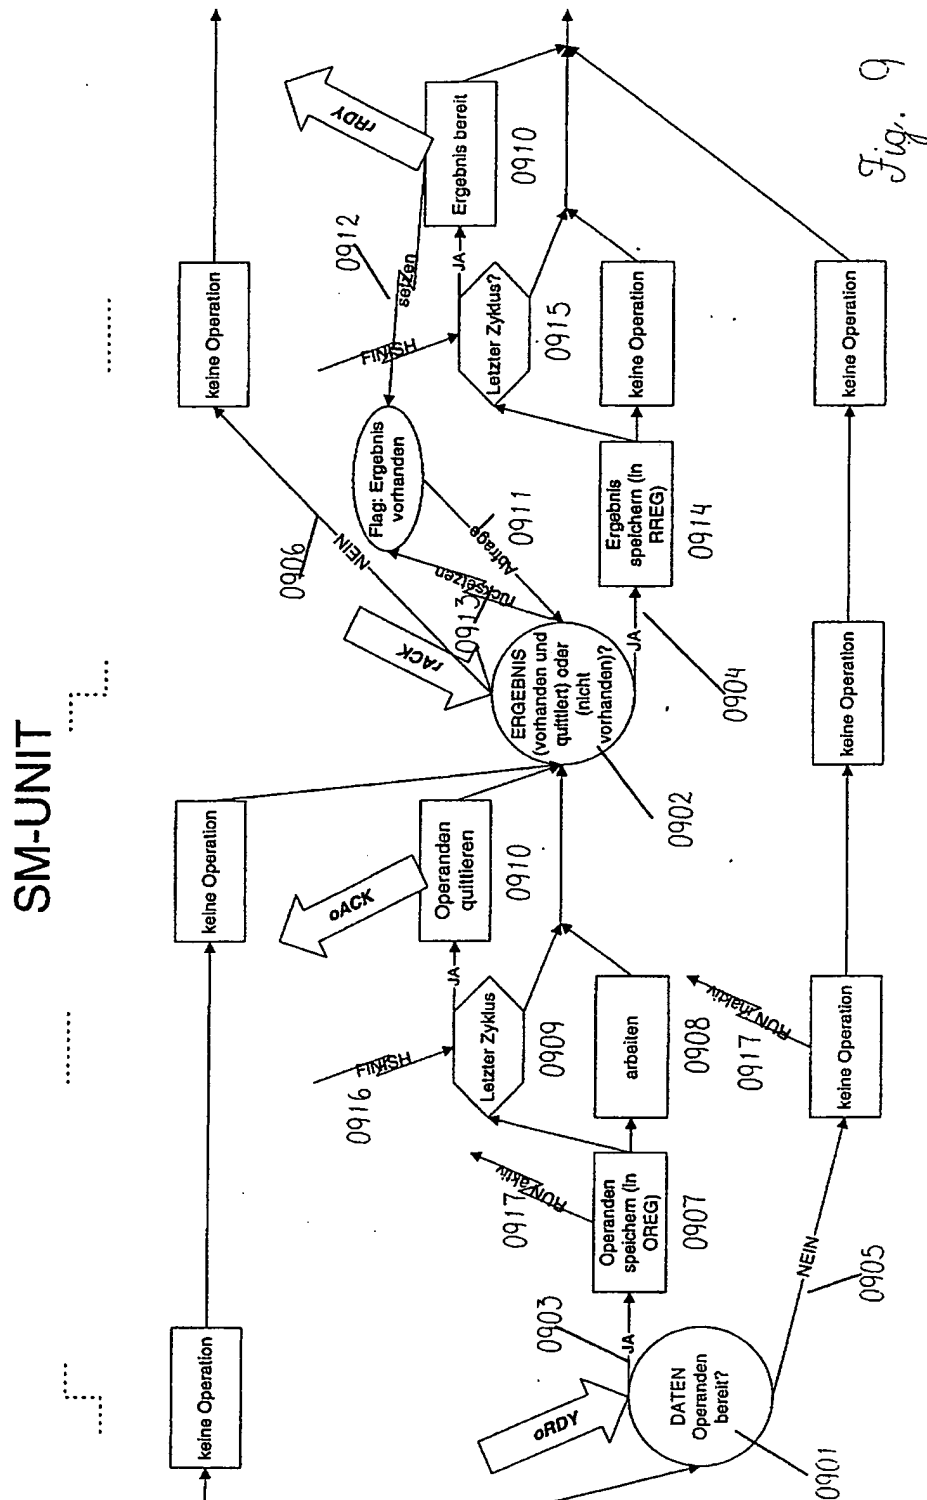 SM-UNIT
keine Operation
keine Operation
keine Operation
oRDY
DATEN
Operanden
bereit?
0901
JA
0903
NEIN
0905
Operanden
speichern (in
OREG)
0907
RUN aktiv
0917
FINISH
0916
Letzter Zyklus
0909
JA
arbeiten
0908
keine Operation
RUN inaktiv
0917
oACK
Operanden
quittieren
0910
rACK
ERGEBNIS
(vorhanden und
quittiert) oder
(nicht
vorhanden)?
0902
NEIN
0906
0913
rücksetzen
Abfrage
0911
Flag: Ergebnis
vorhanden
setzen
0912
JA
0904
Ergebnis
speichern (in
RREG)
0914
FINISH
Letzter Zyklus?
0915
JA
rRDY
Ergebnis bereit
0910
keine Operation
keine Operation
keine Operation
Fig. 9